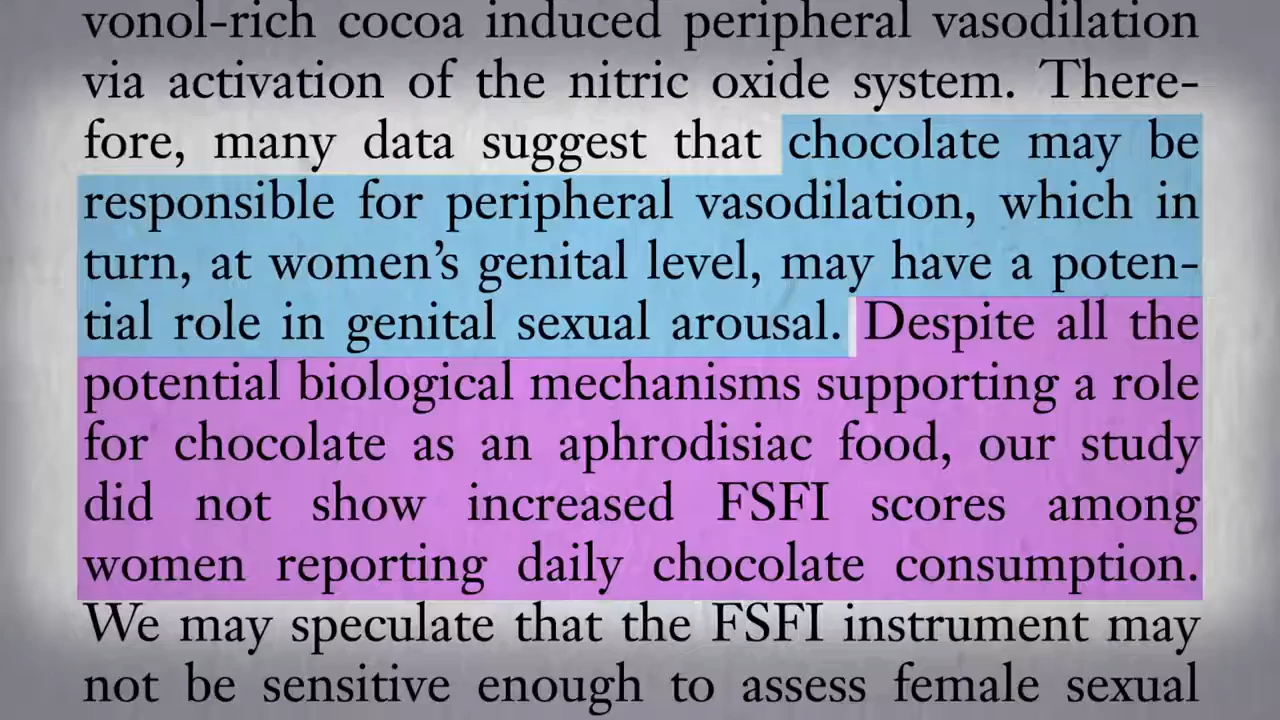 vonol-rich cocoa induced peripheral vasodilation
via activation of the nitric oxide system. There-
fore, many data suggest that chocolate may be
responsible for peripheral vasodilation, which in
turn, at women’s genital level, may have a poten-
tial role in genital sexual arousal. Despite all the
potential biological mechanisms supporting a role
for chocolate as an aphrodisiac food, our study
did not show increased FSFI scores among
women reporting daily chocolate consumption.
We may speculate that the FSFI instrument may
not be sensitive enough to assess female sexual